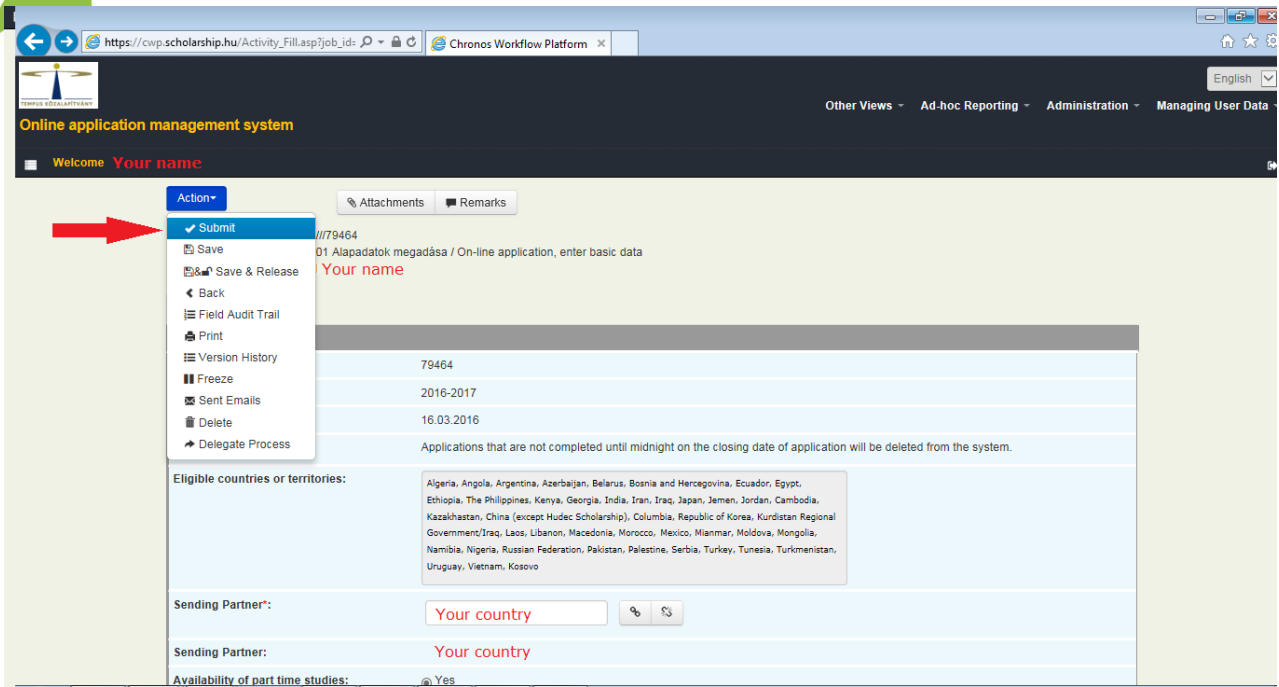 https://cwp.scholarship.hu/Activity_Fill.asp?job_id=
Chronos Workflow Platform
TEMPUS KÖZALAPÍTVÁNY
English
Other Views
Ad-hoc Reporting
Administration
Managing User Data
Online application management system
Welcome Your name
Action
Attachments
Remarks
Submit
Save
& Save & Release
Back
Field Audit Trail
Print
Version History
Freeze
Sent Emails
Delete
Delegate Process
///79464
01 Alapadatok megadása / On-line application, enter basic data
Your name
79464
2016-2017
16.03.2016
Applications that are not completed until midnight on the closing date of application will be deleted from the system.
Eligible countries or territories:
Algeria, Angola, Argentina, Azerbaijan, Belarus, Bosnia and Hercegovina, Ecuador, Egypt,
Ethiopia, The Philippines, Kenya, Georgia, India, Iran, Iraq, Japan, Jemen, Jordan, Cambodia,
Kazakhastan, China (except Hudec Scholarship), Columbia, Republic of Korea, Kurdistan Regional
Government/Iraq, Laos, Libanon, Macedonia, Morocco, Mexico, Mianmar, Moldova, Mongolia,
Namibia, Nigeria, Russian Federation, Pakistan, Palestine, Serbia, Turkey, Tunesia, Turkmenistan,
Uruguay, Vietnam, Kosovo
Sending Partner*:
Your country
Sending Partner:
Your country
Availability of part time studies:
Yes